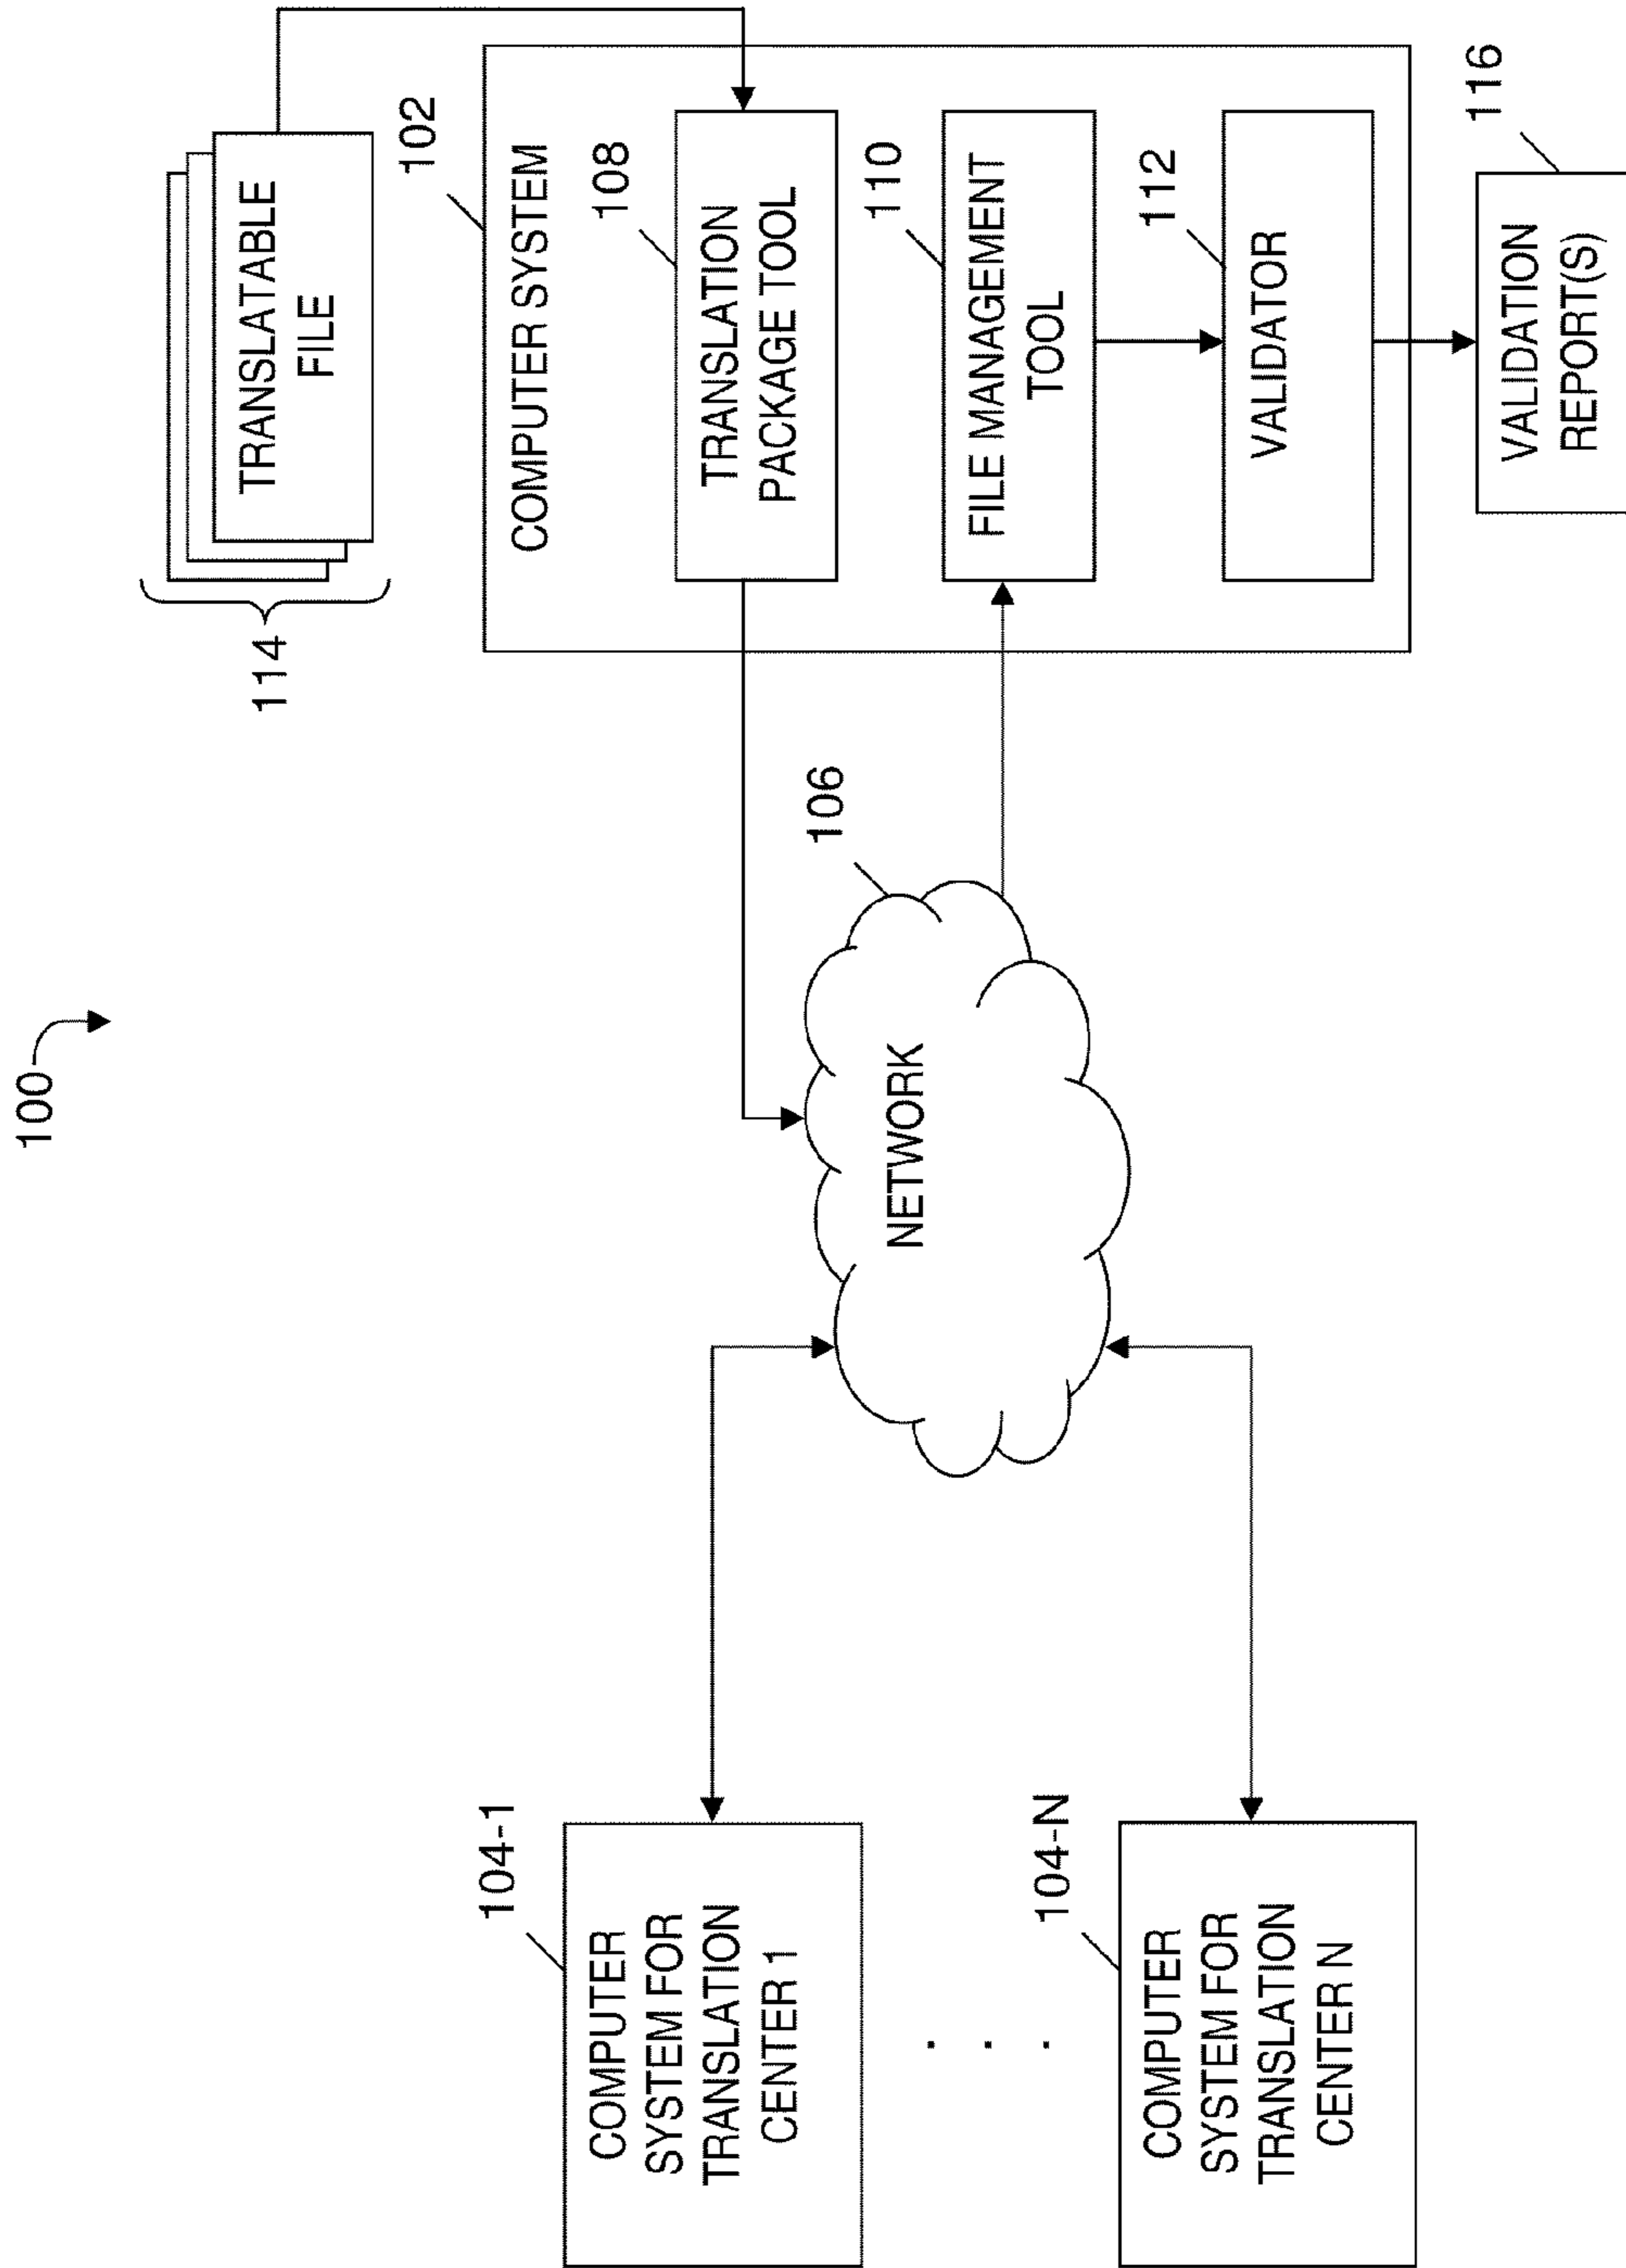 100
114
TRANSLATABLE
FILE
102
COMPUTER SYSTEM
108
TRANSLATION
PACKAGE TOOL
110
FILE MANAGEMENT
TOOL
112
VALIDATOR
116
VALIDATION
REPORT(S)
106
NETWORK
104-1
COMPUTER
SYSTEM FOR
TRANSLATION
CENTER 1
. . .
104-N
COMPUTER
SYSTEM FOR
TRANSLATION
CENTER N